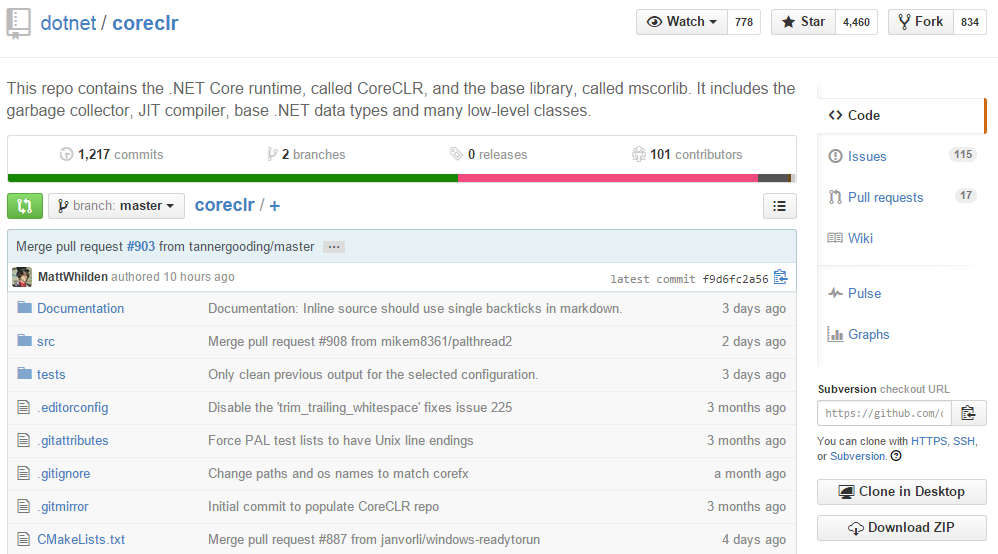 dotnet / coreclr
Watch 778
Star 4,460
Fork 834
This repo contains the .NET Core runtime, called CoreCLR, and the base library, called mscorlib. It includes the
garbage collector, JIT compiler, base .NET data types and many low-level classes.
1,217 commits
2 branches
0 releases
101 contributors
branch: master
coreclr / +
Merge pull request #903 from tannergooding/master
MattWhilden authored 10 hours ago
latest commit f9d6fc2a56
Documentation Documentation: Inline source should use single backticks in markdown. 3 days ago
src Merge pull request #908 from mikem8361/palthread2 2 days ago
tests Only clean previous output for the selected configuration. 3 days ago
.editorconfig Disable the 'trim_trailing_whitespace' fixes issue 225 3 months ago
.gitattributes Force PAL test lists to have Unix line endings 3 months ago
.gitignore Change paths and os names to match corefx a month ago
.gitmirror Initial commit to populate CoreCLR repo 3 months ago
CMakeLists.txt Merge pull request #887 from janvorli/windows-readytorun 4 days ago
Code
Issues 115
Pull requests 17
Wiki
Pulse
Graphs
Subversion checkout URL
https://github.com/
You can clone with HTTPS, SSH,
or Subversion.
Clone in Desktop
Download ZIP